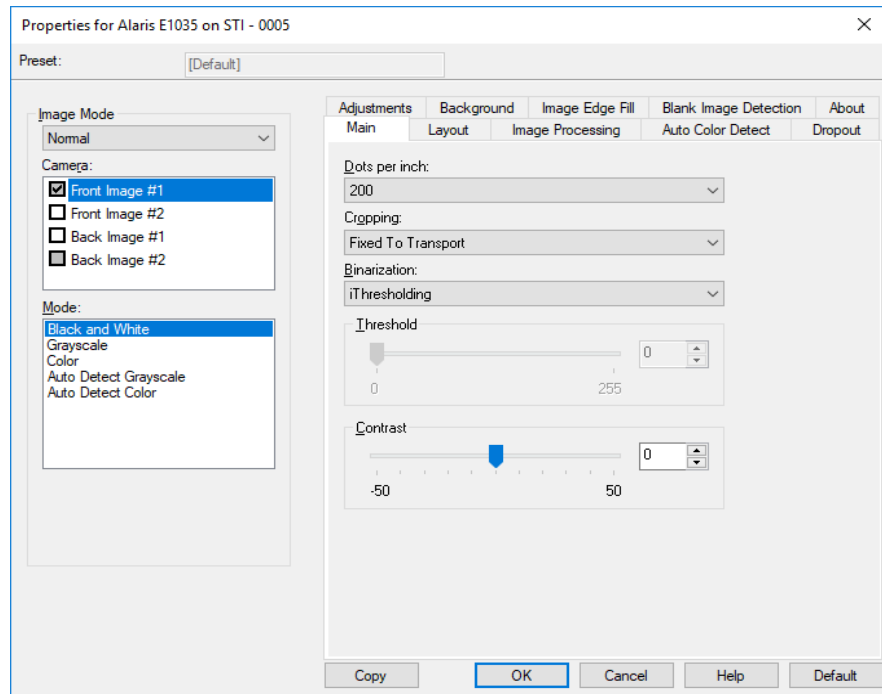 Properties for Alaris E1035 on STI - 0005
Preset:
[Default]
Image Mode
Normal
Camera:
Front Image #1
Front Image #2
Back Image #1
Back Image #2
Mode:
Black and White
Grayscale
Color
Auto Detect Grayscale
Auto Detect Color
Adjustments Background Image Edge Fill Blank Image Detection About
Main Layout Image Processing Auto Color Detect Dropout
Dots per inch:
200
Cropping:
Fixed To Transport
Binarization:
iThresholding
Threshold
0
0 255
Contrast
0
-50 50
Copy OK Cancel Help Default